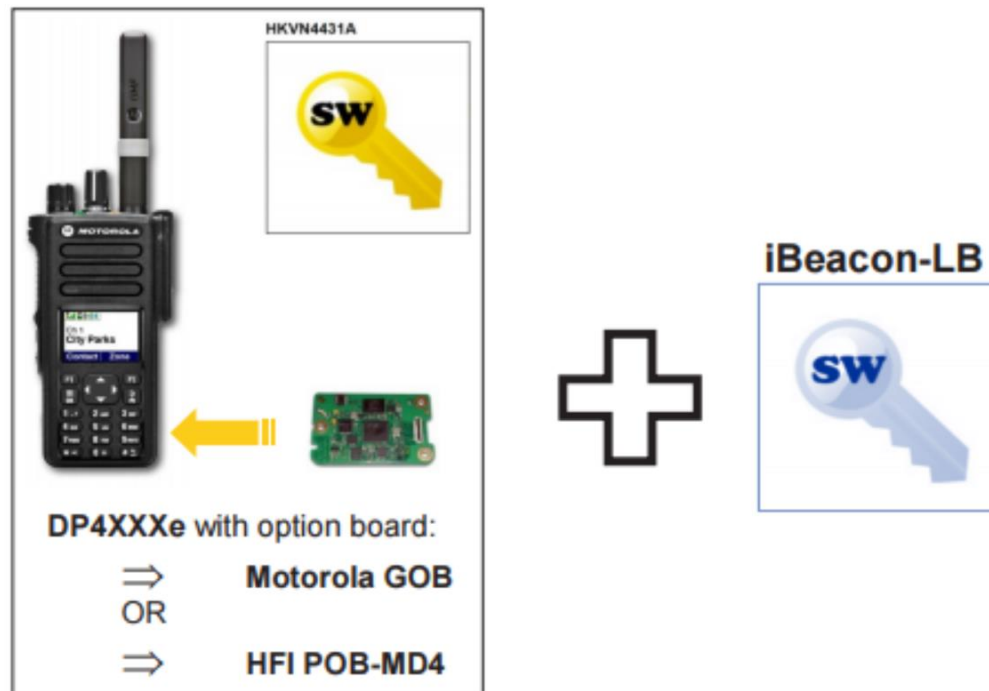 HKVN4431A
SW
MOTOROLA
City Parks
Contact Zone
iBeacon-LB
SW
DP4XXXe with option board:
⇒ Motorola GOB
OR
⇒ HFI POB-MD4